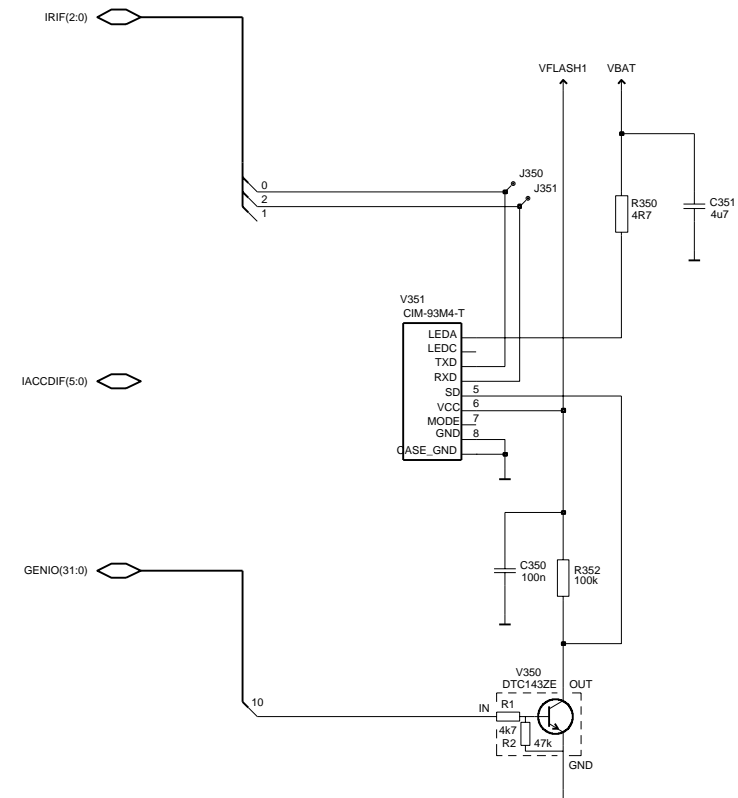 IRIF(2:0)
VFLASH1 VBAT
0
2
1
J350
J351
R350
4R7
C351
4u7
V351
CIM-93M4-T
LEDA
LEDC
TXD
RXD
SD 5
VCC 6
MODE 7
GND 8
CASE_GND
IACCDIF(5:0)
GENIO(31:0)
C350
100n
R352
100k
10
V350
DTC143ZE OUT
IN R1
4k7
R2 47k
GND